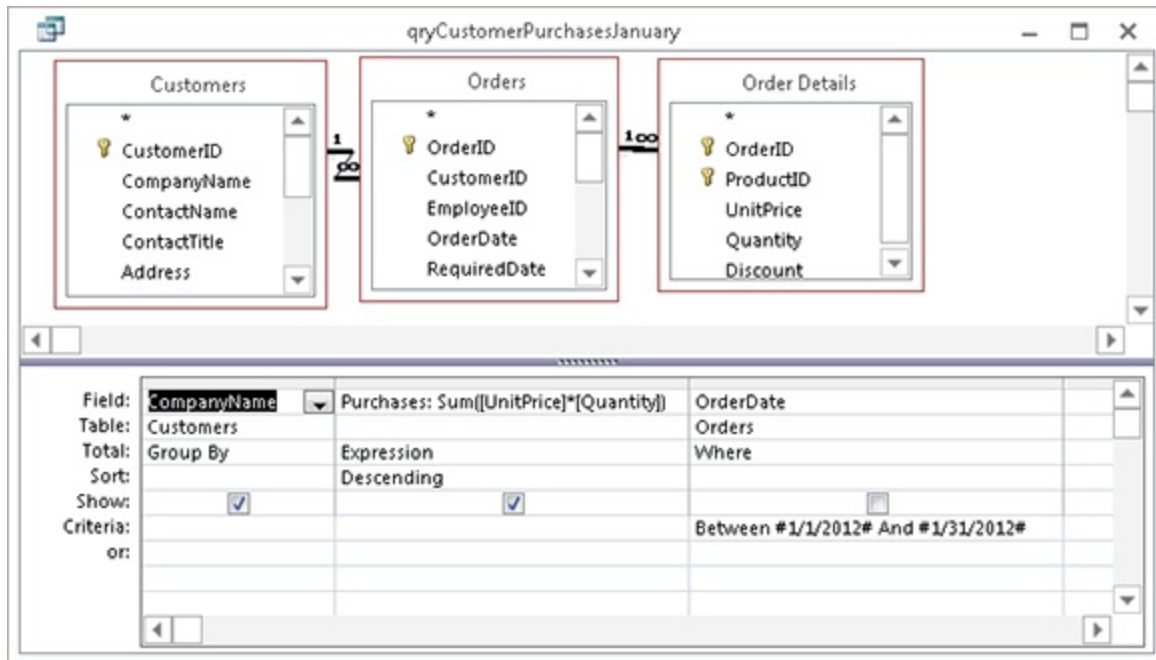 qryCustomerPurchasesJanuary
Customers
*
CustomerID
CompanyName
ContactName
ContactTitle
Address
1
∞
Orders
*
OrderID
CustomerID
EmployeeID
OrderDate
RequiredDate
1 ∞
Order Details
*
OrderID
ProductID
UnitPrice
Quantity
Discount
Field: CompanyName Purchases: Sum([UnitPrice]*[Quantity]) OrderDate
Table: Customers Orders
Total: Group By Expression Where
Sort: Descending
Show:
Criteria: Between #1/1/2012# And #1/31/2012#
or: